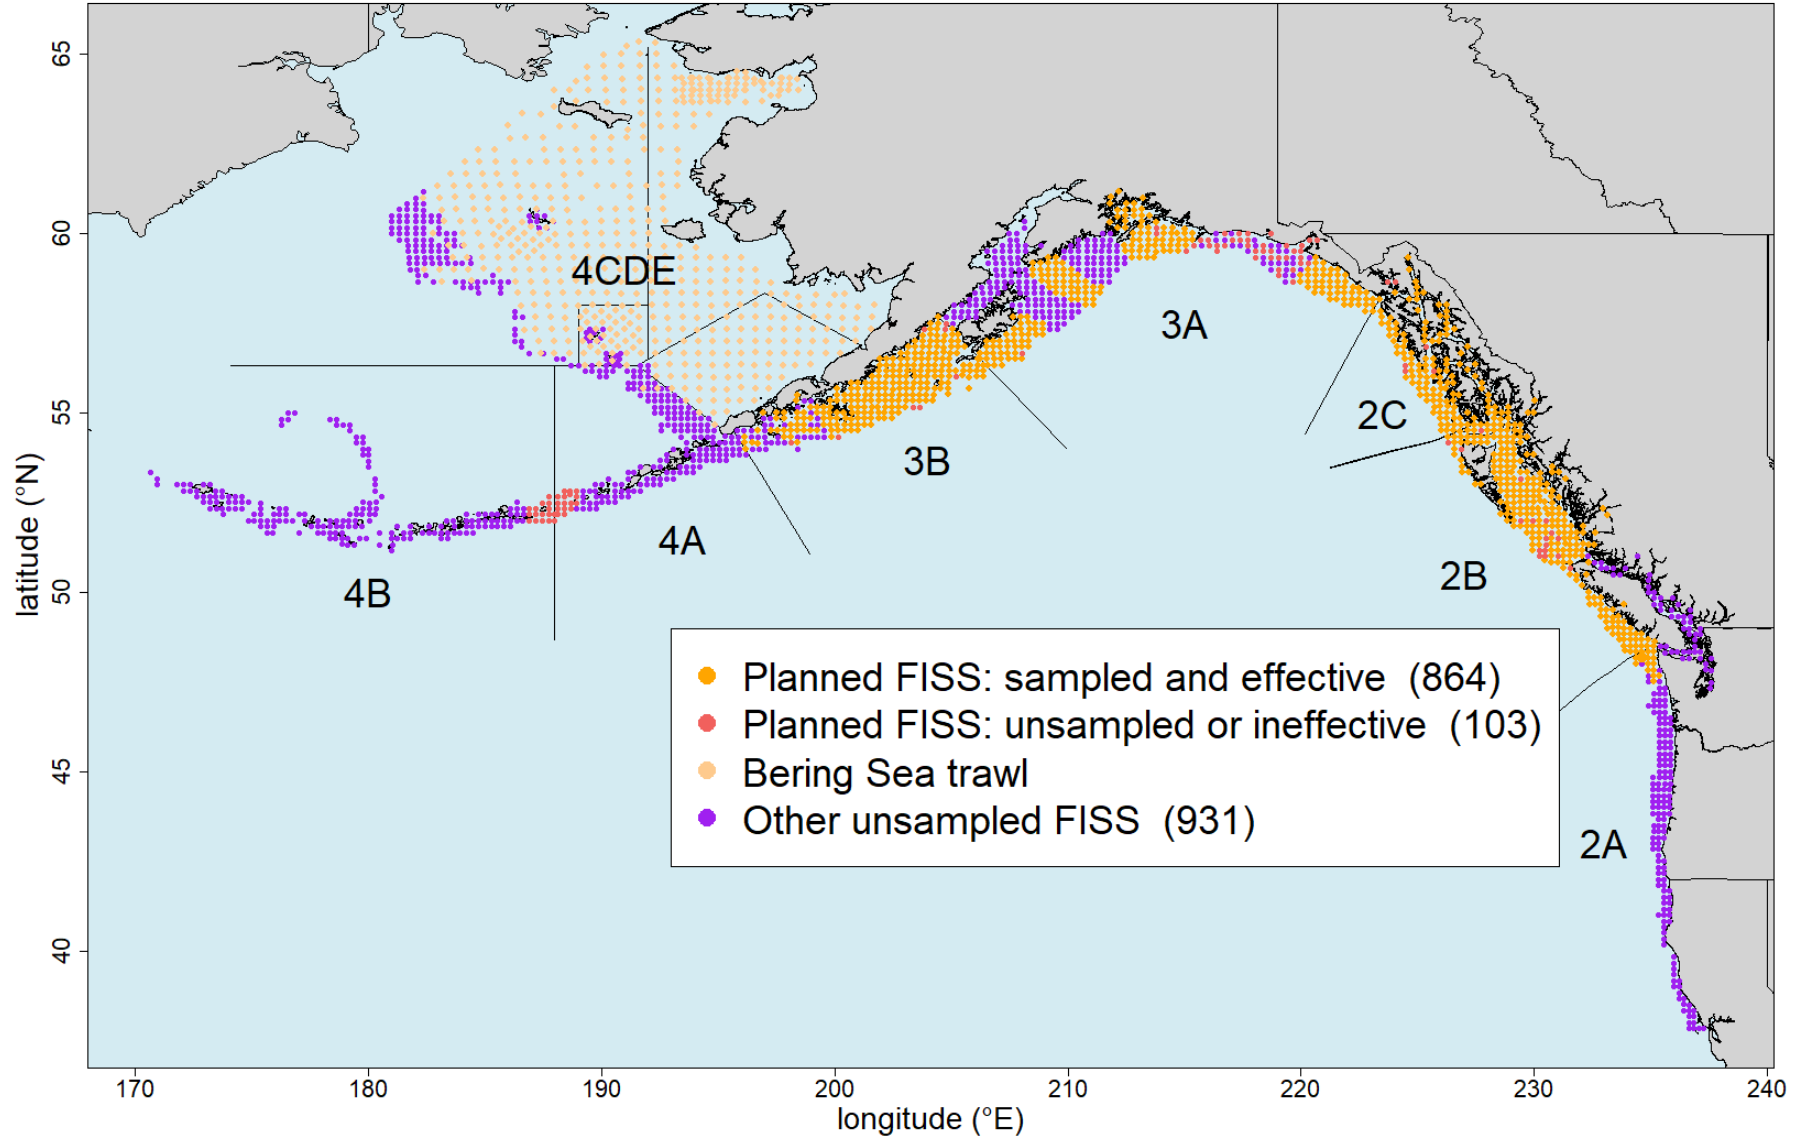 65
60
55
50
45
40
latitude (°N)
4CDE
3A
2C
3B
4A
2B
4B
Planned FISS: sampled and effective (864)
Planned FISS: unsampled or ineffective (103)
Bering Sea trawl
Other unsampled FISS (931)
2A
170
180
190
200
210
220
230
240
longitude (°E)